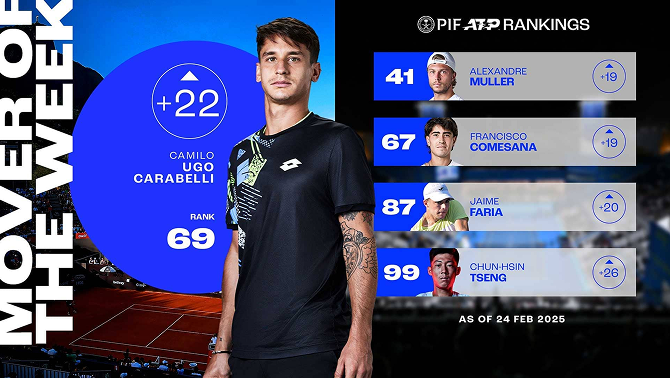 MOVER OF
THE WEEK
+22
CAMILO
UGO
CARABELLI
RANK
69
lotto
PIF ATP RANKINGS
41
ALEXANDRE
MULLER
+19
67
FRANCISCO
COMESANA
+19
87
JAIME
FARIA
+20
99
CHUN-HSIN
TSENG
+26
AS OF 24 FEB 2025